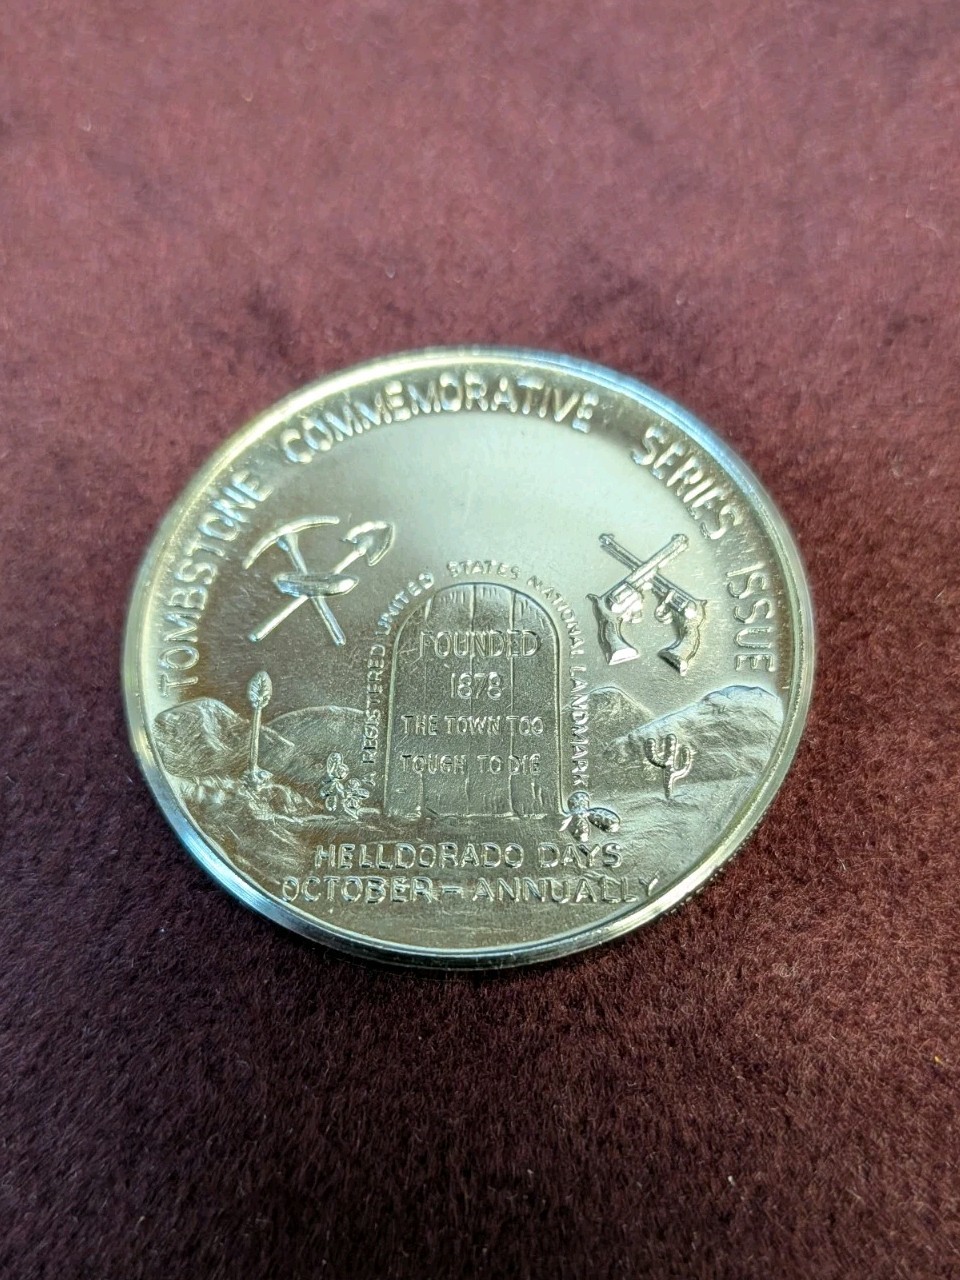 TOMBSTONE COMMEMORATIVE SERIES ISSUE
A REGISTERED UNITED STATES NATIONAL LANDMARK
FOUNDED
1878
THE TOWN TOO
TOUGH TO DIE
HELLDORADO DAYS
OCTOBER - ANNUALLY